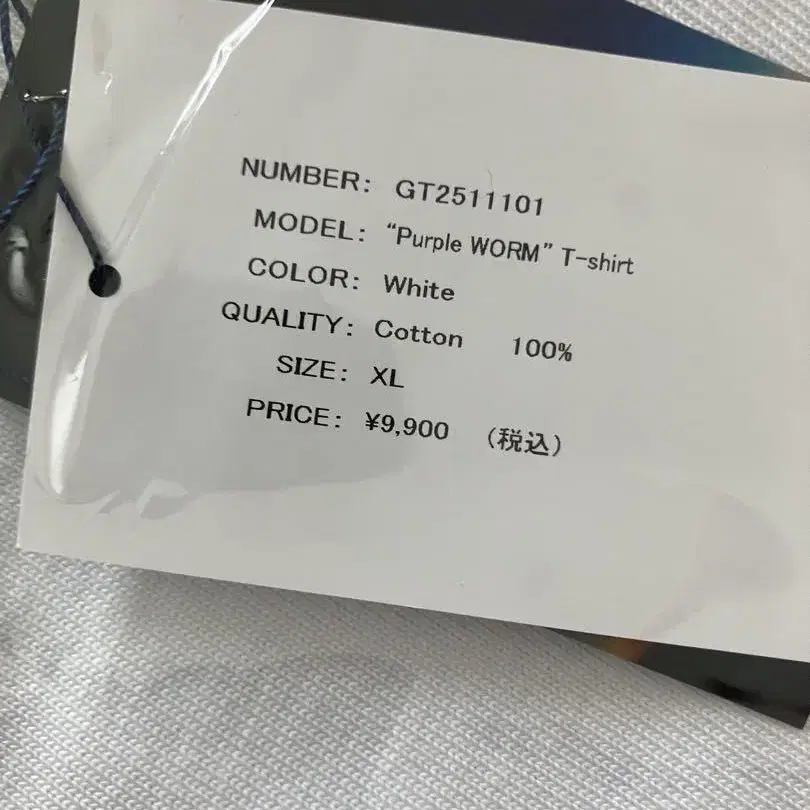 NUMBER: GT2511101
MODEL: “Purple WORM” T-shirt
COLOR: White
QUALITY: Cotton 100%
SIZE: XL
PRICE: ¥9,900 (税込)